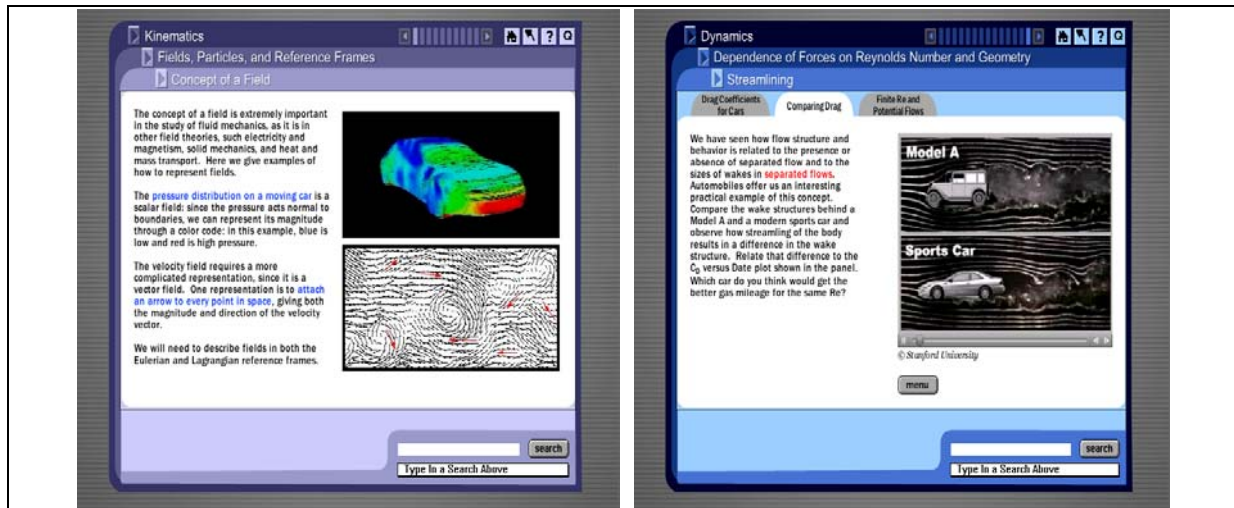 Kinematics
? Q
Fields, Particles, and Reference Frames
Concept of a Field
The concept of a field is extremely important
in the study of fluid mechanics, as it is in
other field theories, such electricity and
magnetism, solid mechanics, and heat and
mass transport. Here we give examples of
how to represent fields.
The pressure distribution on a moving car is a
scalar field: since the pressure acts normal to
boundaries, we can represent its magnitude
through a color code: in this example, blue is
low and red is high pressure.
The velocity field requires a more
complicated representation, since it is a
vector field. One representation is to attach
an arrow to every point in space, giving both
the magnitude and direction of the velocity
vector.
We will need to describe fields in both the
Eulerian and Lagrangian reference frames.
search
Type In a Search Above
Dynamics
? Q
Dependence of Forces on Reynolds Number and Geometry
Streamlining
Drag Coefficients
for Cars
Comparing Drag
Finite Re and
Potential Flows
We have seen how flow structure and
behavior is related to the presence or
absence of separated flow and to the
sizes of wakes in separated flows.
Automobiles offer us an interesting
practical example of this concept.
Compare the wake structures behind a
Model A and a modern sports car and
observe how streamling of the body
results in a difference in the wake
structure. Relate that difference to the
C_D versus Date plot shown in the panel.
Which car do you think would get the
better gas mileage for the same Re?
Model A
Sports Car
© Stanford University
menu
search
Type In a Search Above